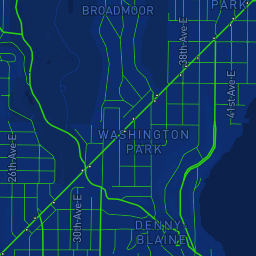 BROADMOOR
PARK
38th Ave E
41st Ave E
WASHINGTON
PARK
26th Ave E
30th Ave E
DENNY
BLAINE